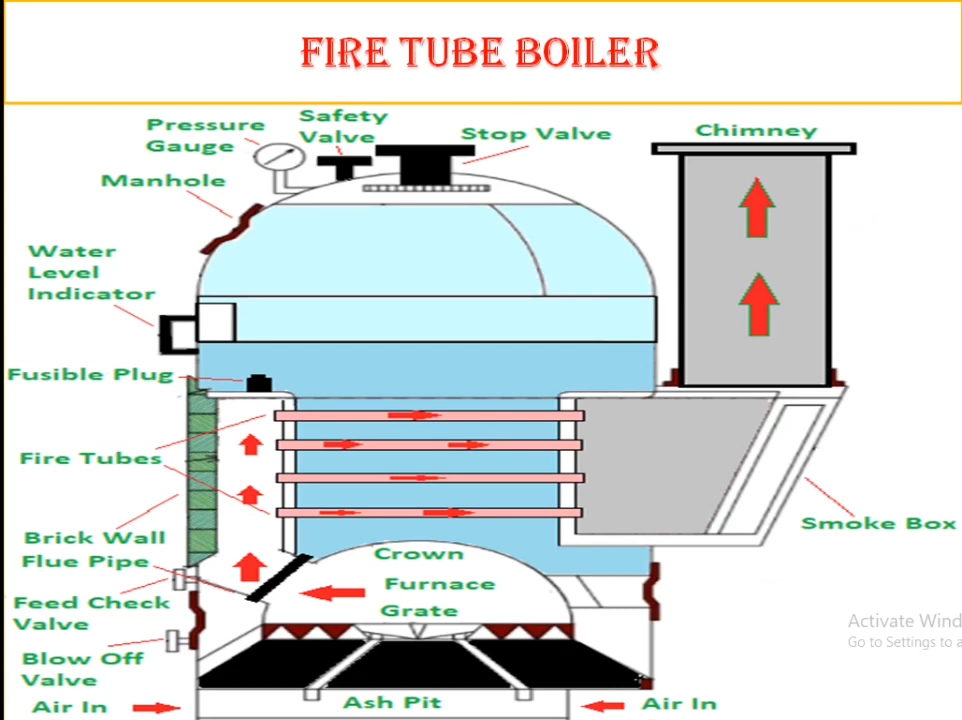 FIRE TUBE BOILER
Safety
Valve
Pressure
Gauge
Stop Valve
Chimney
Manhole
Water
Level
Indicator
Fusible Plug
Fire Tubes
Smoke Box
Brick Wall
Flue Pipe
Crown
Furnace
Grate
Feed Check
Valve
Blow Off
Valve
Air In
Ash Pit
Air In
Activate Wind
Go to Settings to a